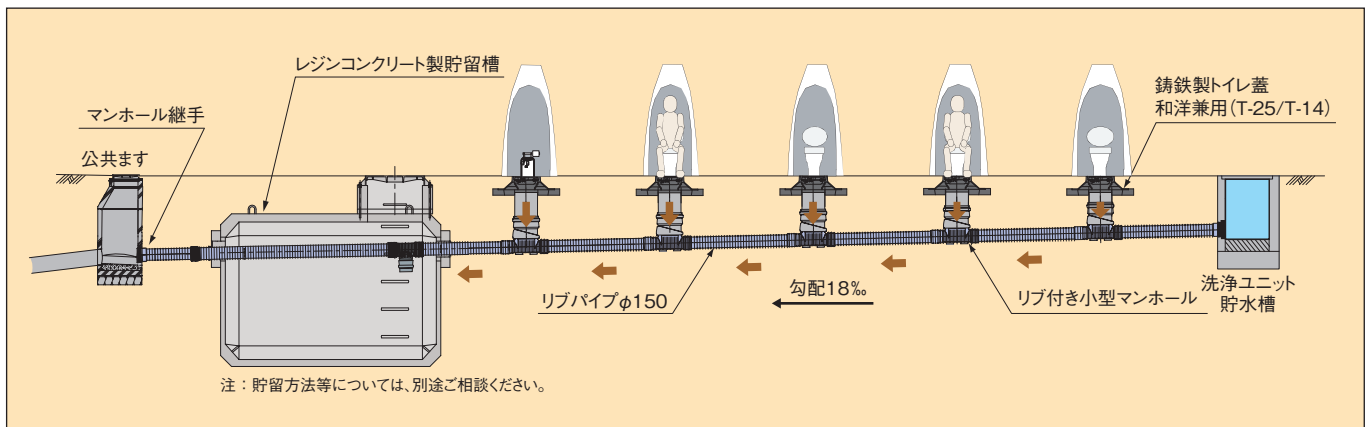 レジンコンクリート製貯留槽
マンホール継手
公共ます
鋳鉄製トイレ蓋
和洋兼用(T-25/T-14)
リブパイプφ150
勾配18‰
リブ付き小型マンホール
洗浄ユニット
貯水槽
注：貯留方法等については、別途ご相談ください。